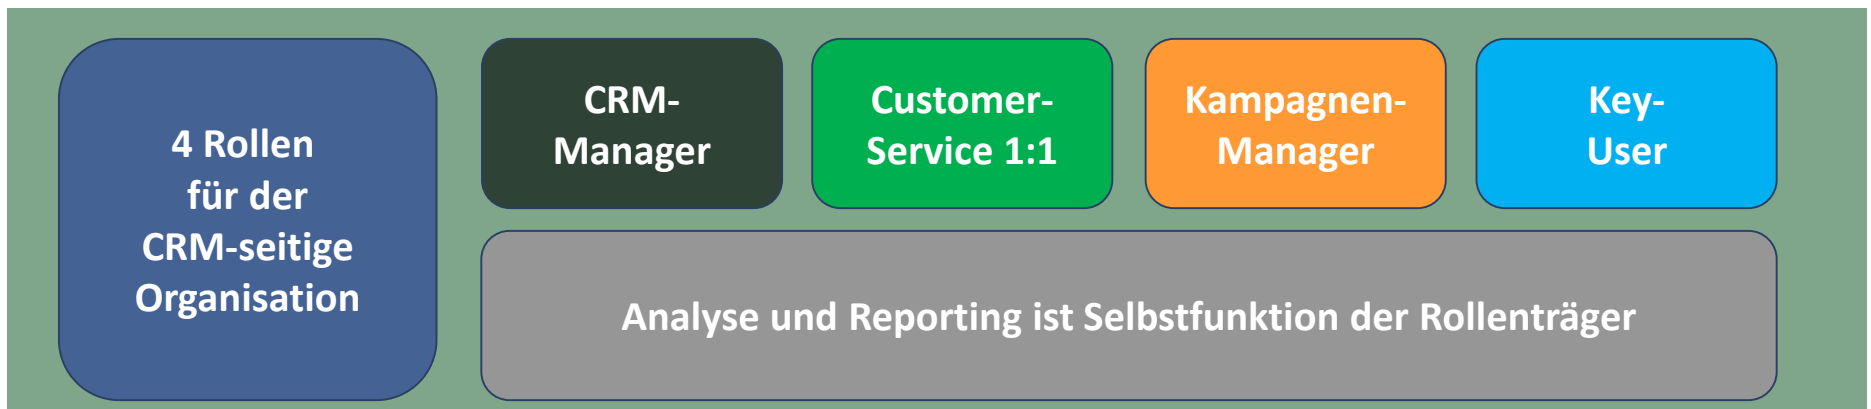 4 Rollen
für der
CRM-seitige
Organisation
CRM-
Manager
Customer-
Service 1:1
Kampagnen-
Manager
Key-
User
Analyse und Reporting ist Selbstfunktion der Rollenträger